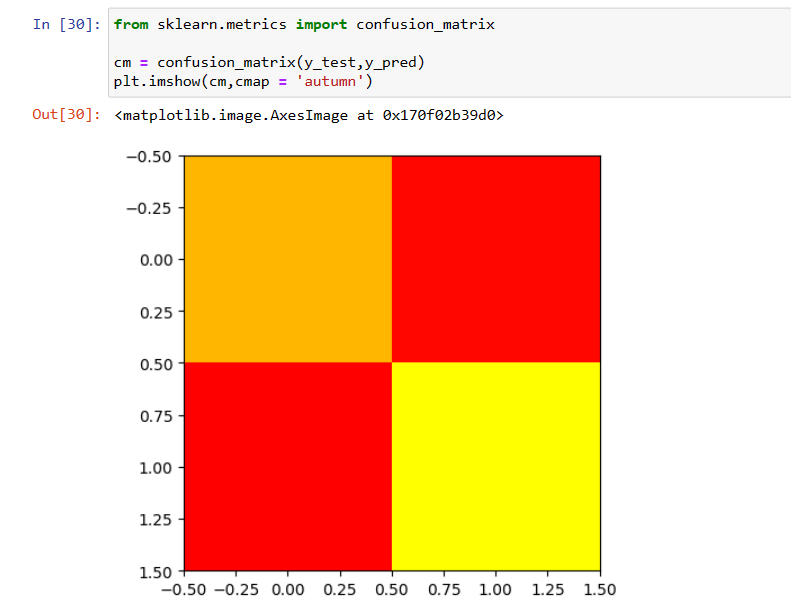 In [30]: from sklearn.metrics import confusion_matrix
cm = confusion_matrix(y_test,y_pred)
plt.imshow(cm,cmap = 'autumn')
Out[30]: <matplotlib.image.AxesImage at 0x170f02b39d0>
−0.50
−0.25
0.00
0.25
0.50
0.75
1.00
1.25
1.50
−0.50 −0.25 0.00 0.25 0.50 0.75 1.00 1.25 1.50